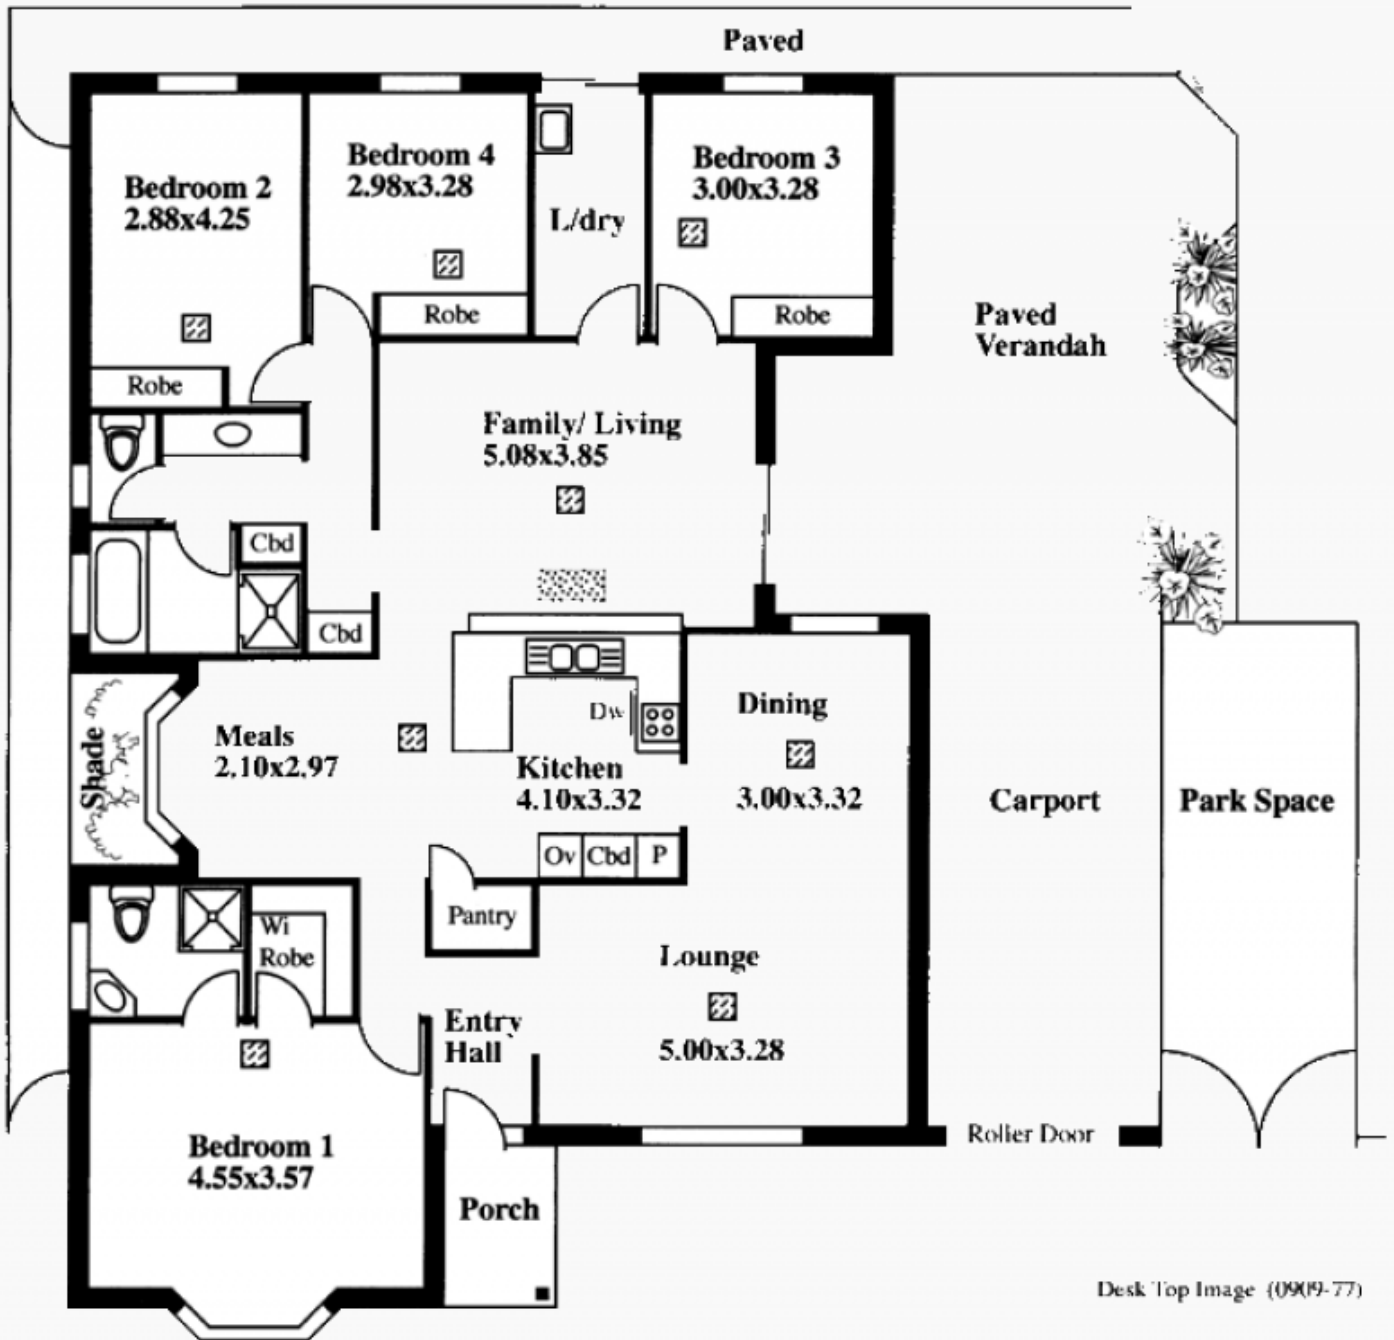 Paved
Bedroom 2
2.88x4.25
Bedroom 4
2.98x3.28
L/dry
Bedroom 3
3.00x3.28
Robe
Robe
Robe
Paved
Verandah
Family/ Living
5.08x3.85
Cbd
Cbd
Shade
Meals
2.10x2.97
Dw
Kitchen
4.10x3.32
Dining
3.00x3.32
Carport
Park Space
Ov
Cbd
P
Pantry
Wi
Robe
Lounge
5.00x3.28
Entry
Hall
Bedroom 1
4.55x3.57
Porch
Roller Door
Desk Top Image (0909-77)